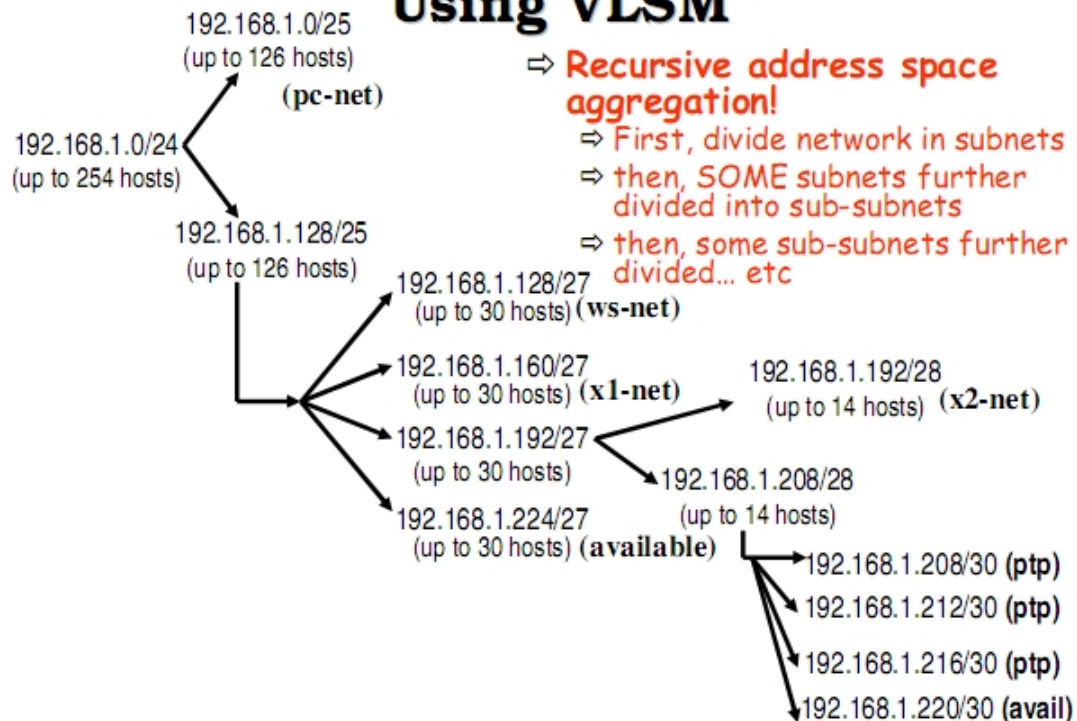 Using VLSM
192.168.1.0/25
(up to 126 hosts)
(pc-net)
192.168.1.0/24
(up to 254 hosts)
192.168.1.128/25
(up to 126 hosts)
⇨ Recursive address space
aggregation!
⇨ First, divide network in subnets
⇨ then, SOME subnets further
divided into sub-subnets
⇨ then, some sub-subnets further
divided... etc
192.168.1.128/27
(up to 30 hosts) (ws-net)
192.168.1.160/27
(up to 30 hosts) (x1-net)
192.168.1.192/27
(up to 30 hosts)
192.168.1.224/27
(up to 30 hosts) (available)
192.168.1.192/28
(up to 14 hosts) (x2-net)
192.168.1.208/28
(up to 14 hosts)
192.168.1.208/30 (ptp)
192.168.1.212/30 (ptp)
192.168.1.216/30 (ptp)
192.168.1.220/30 (avail)